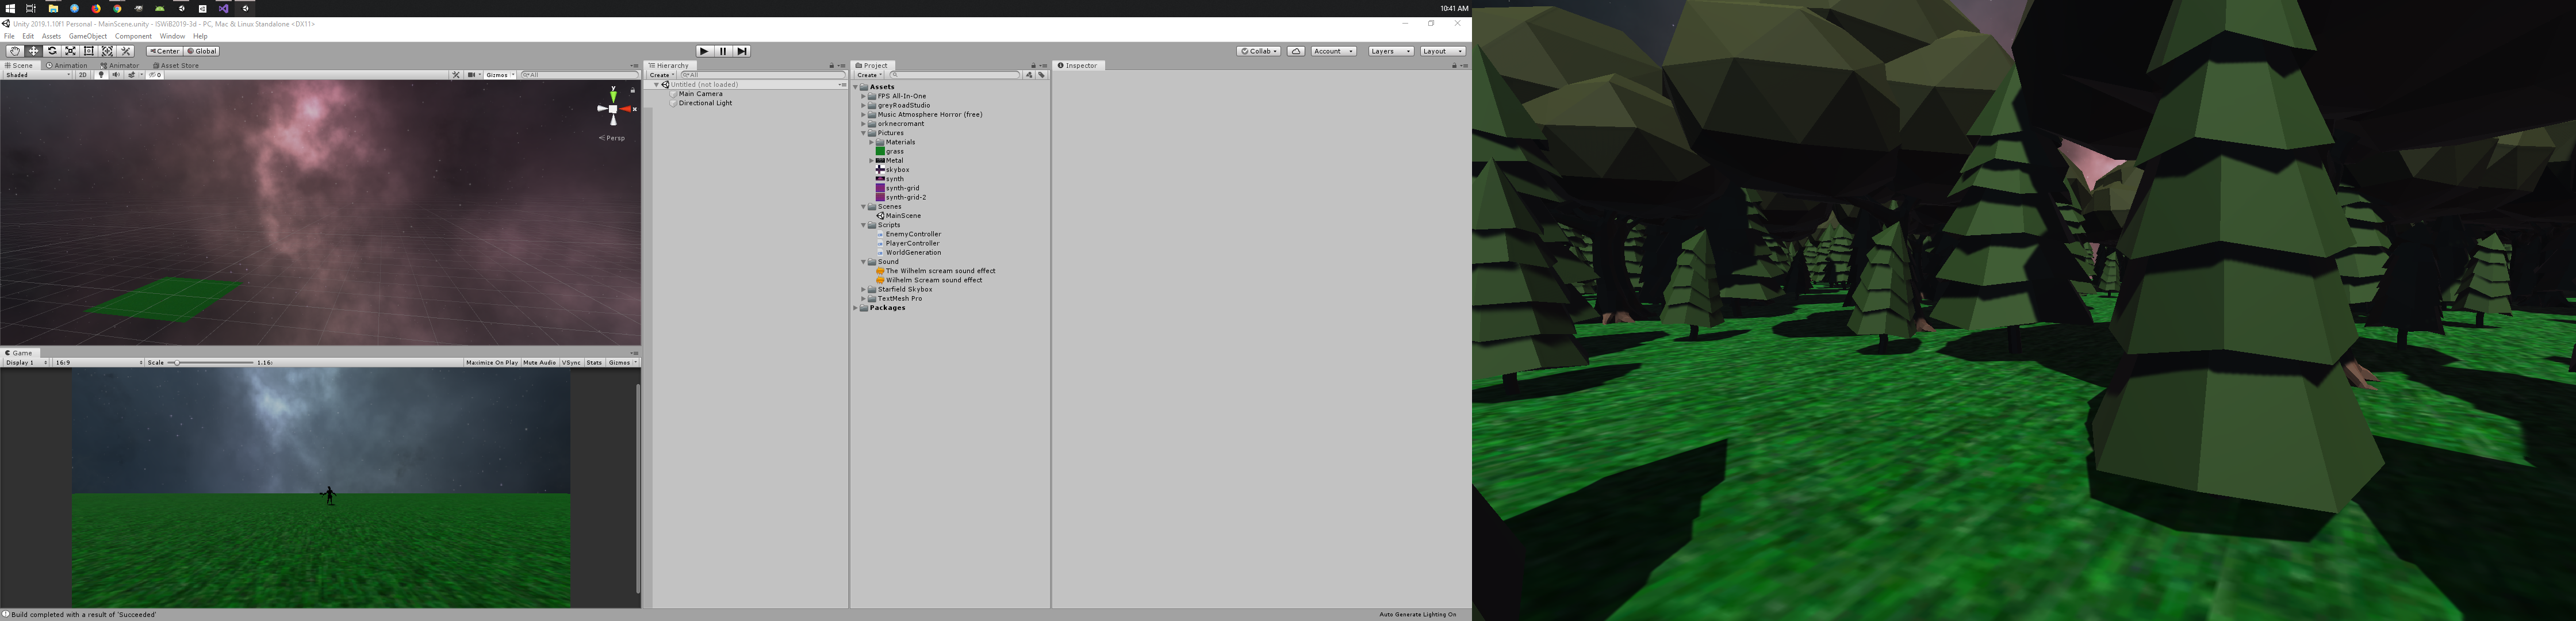 10:41 AM
Unity 2019.1.10f1 Personal - MainScene.unity - ISWiB2019-3d - PC, Mac & Linux Standalone <DX11>
File Edit Assets GameObject Component Window Help
Center Global Collab Account Layers Layout
Scene Animation Animator Asset Store
Shaded 2D 0 Gizmos All
y
x
Persp
Game
Display 1 16:9 Scale 1.16: Maximize On Play Mute Audio VSync Stats Gizmos
Hierarchy
Create All
Untitled (not loaded)
Main Camera
Directional Light
Project
Create
Assets
FPS All-In-One
greyRoadStudio
Music Atmosphere Horror (free)
orknecromant
Pictures
Materials
grass
Metal
skybox
synth
synth-grid
synth-grid-2
Scenes
MainScene
Scripts
EnemyController
PlayerController
WorldGeneration
Sound
The Wilhelm scream sound effect
Wilhelm Scream sound effect
Starfield Skybox
TextMesh Pro
Packages
Inspector
Build completed with a result of 'Succeeded'
Auto Generate Lighting On